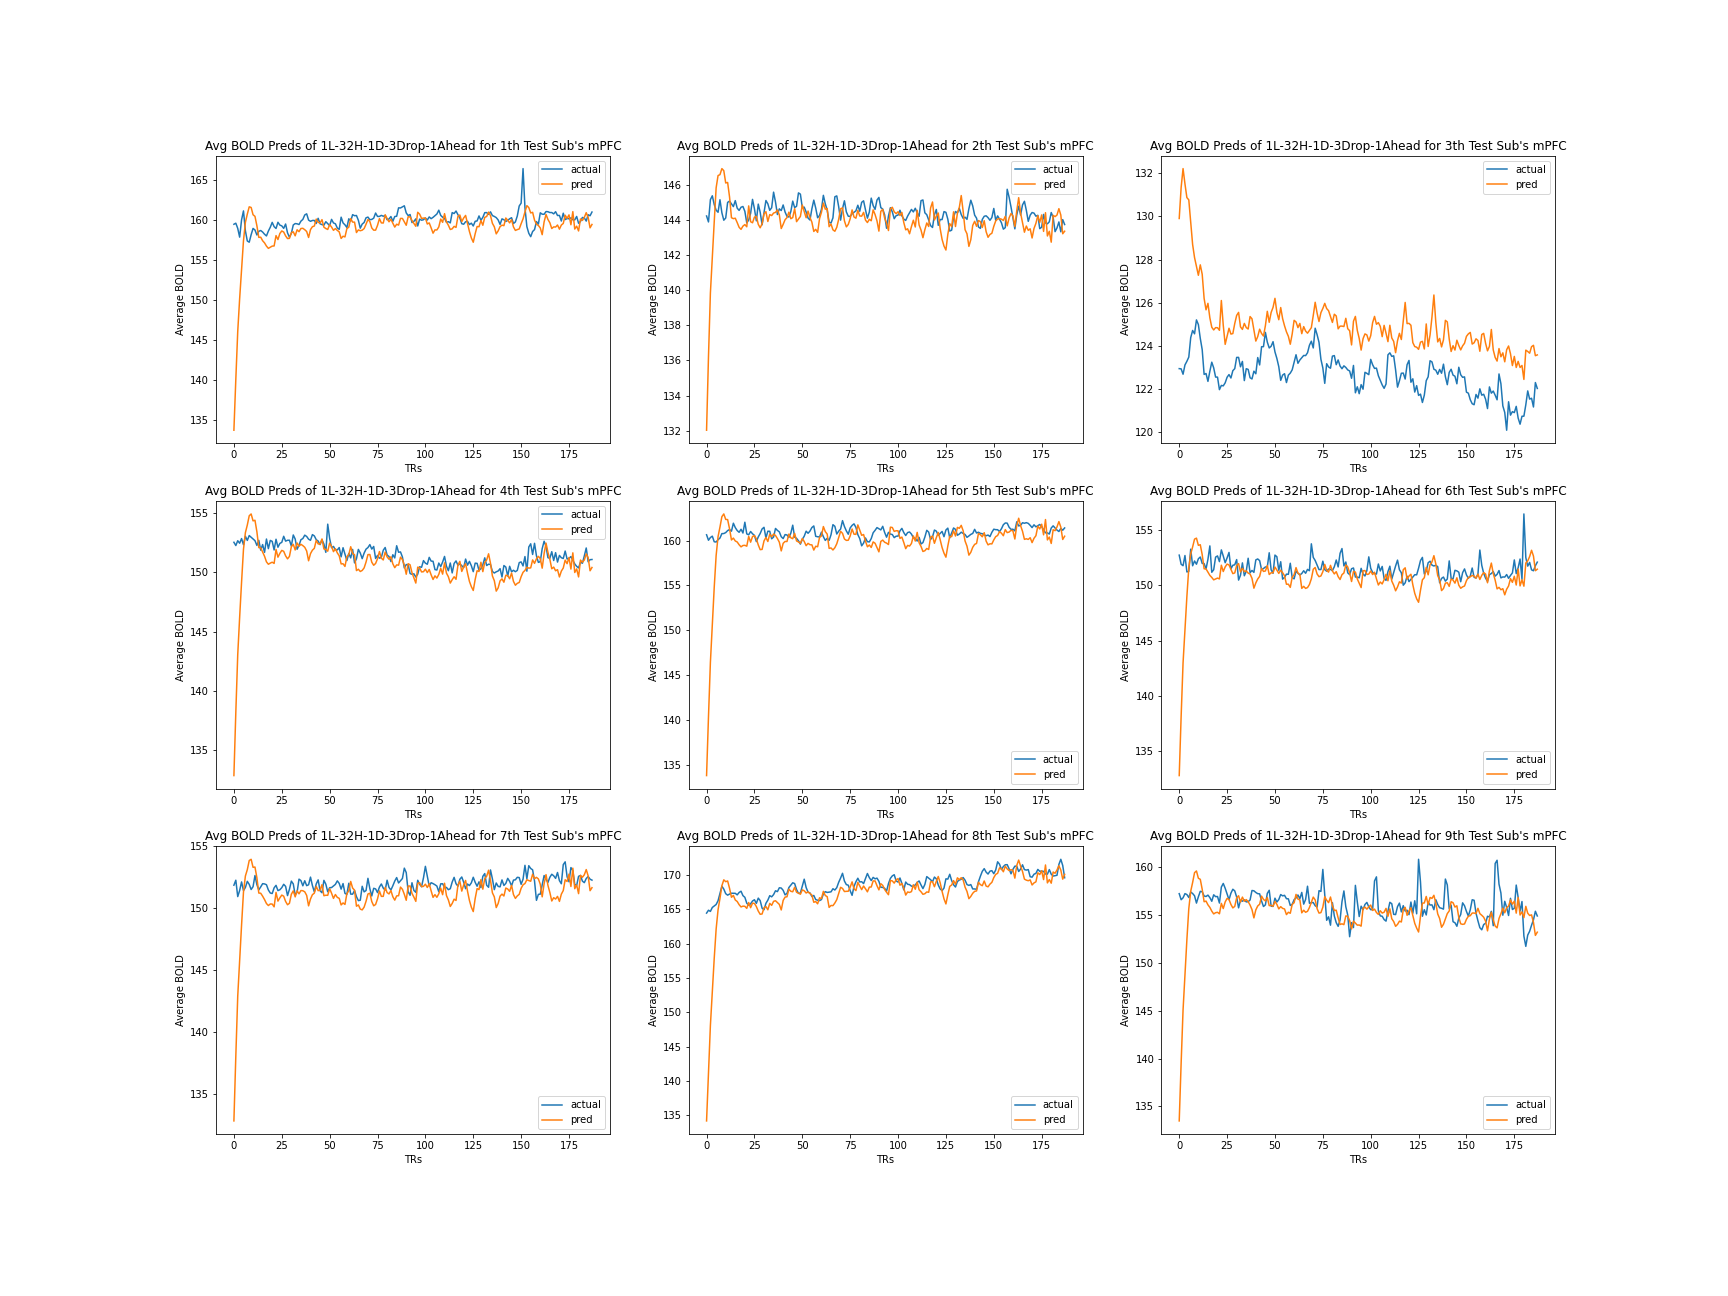 Avg BOLD Preds of 1L-32H-1D-3Drop-1Ahead for 1th Test Sub's mPFC
actual
pred
165
160
155
150
145
140
135
Average BOLD
0 25 50 75 100 125 150 175
TRs
Avg BOLD Preds of 1L-32H-1D-3Drop-1Ahead for 2th Test Sub's mPFC
actual
pred
146
144
142
140
138
136
134
132
Average BOLD
0 25 50 75 100 125 150 175
TRs
Avg BOLD Preds of 1L-32H-1D-3Drop-1Ahead for 3th Test Sub's mPFC
actual
pred
132
130
128
126
124
122
120
Average BOLD
0 25 50 75 100 125 150 175
TRs
Avg BOLD Preds of 1L-32H-1D-3Drop-1Ahead for 4th Test Sub's mPFC
actual
pred
155
150
145
140
135
Average BOLD
0 25 50 75 100 125 150 175
TRs
Avg BOLD Preds of 1L-32H-1D-3Drop-1Ahead for 5th Test Sub's mPFC
160
155
150
145
140
135
Average BOLD
actual
pred
0 25 50 75 100 125 150 175
TRs
Avg BOLD Preds of 1L-32H-1D-3Drop-1Ahead for 6th Test Sub's mPFC
155
150
145
140
135
Average BOLD
actual
pred
0 25 50 75 100 125 150 175
TRs
Avg BOLD Preds of 1L-32H-1D-3Drop-1Ahead for 7th Test Sub's mPFC
155
150
145
140
135
Average BOLD
actual
pred
0 25 50 75 100 125 150 175
TRs
Avg BOLD Preds of 1L-32H-1D-3Drop-1Ahead for 8th Test Sub's mPFC
170
165
160
155
150
145
140
135
Average BOLD
actual
pred
0 25 50 75 100 125 150 175
TRs
Avg BOLD Preds of 1L-32H-1D-3Drop-1Ahead for 9th Test Sub's mPFC
160
155
150
145
140
135
Average BOLD
actual
pred
0 25 50 75 100 125 150 175
TRs